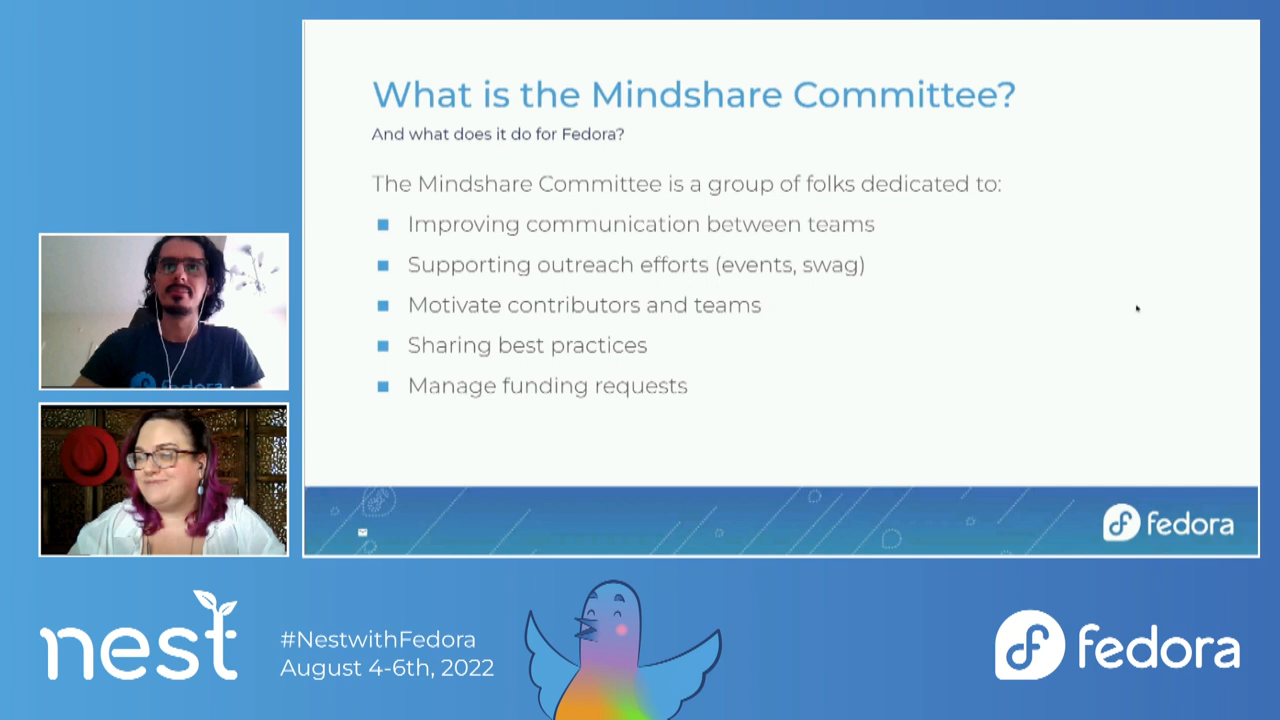 What is the Mindshare Committee?
And what does it do for Fedora?
The Mindshare Committee is a group of folks dedicated to:
Improving communication between teams
Supporting outreach efforts (events, swag)
Motivate contributors and teams
Sharing best practices
Manage funding requests
fedora
fedora
nest
#NestwithFedora
August 4-6th, 2022
fedora